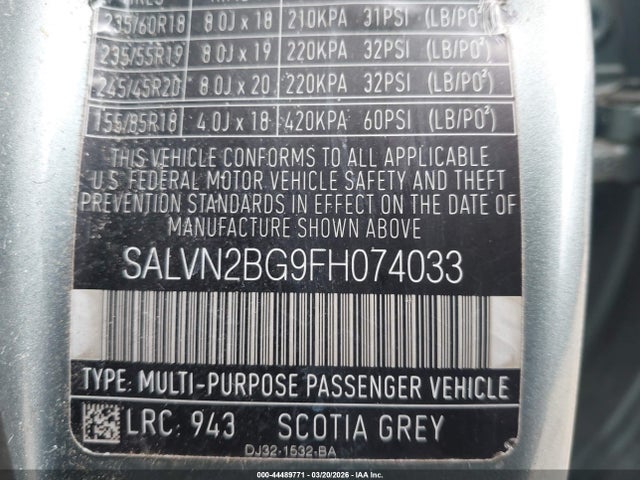 235/60R18 8.0J x 18 210KPA 31PSI (LB/PO²)
235/55R19 8.0J x 19 220KPA 32PSI (LB/PO²)
245/45R20 8.0J x 20 220KPA 32PSI (LB/PO²)
155/85R18 4.0J x 18 420KPA 60PSI (LB/PO²)
THIS VEHICLE CONFORMS TO ALL APPLICABLE
U.S. FEDERAL MOTOR VEHICLE SAFETY AND THEFT
PREVENTION STANDARDS IN EFFECT ON THE DATE OF
MANUFACTURE SHOWN ABOVE
SALVN2BG9FH074033
TYPE: MULTI-PURPOSE PASSENGER VEHICLE
LRC: 943 SCOTIA GREY
DJ32-1532-BA
000-44489771 - 03/20/2026 - IAA Inc.